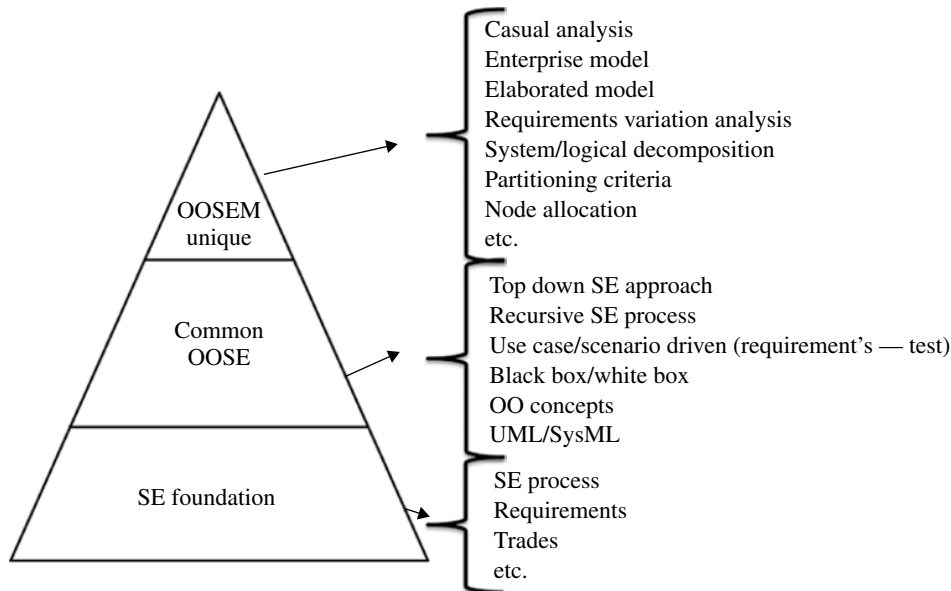 OOSEM
unique
Common
OOSE
SE foundation
Casual analysis
Enterprise model
Elaborated model
Requirements variation analysis
System/logical decomposition
Partitioning criteria
Node allocation
etc.
Top down SE approach
Recursive SE process
Use case/scenario driven (requirement's — test)
Black box/white box
OO concepts
UML/SysML
SE process
Requirements
Trades
etc.